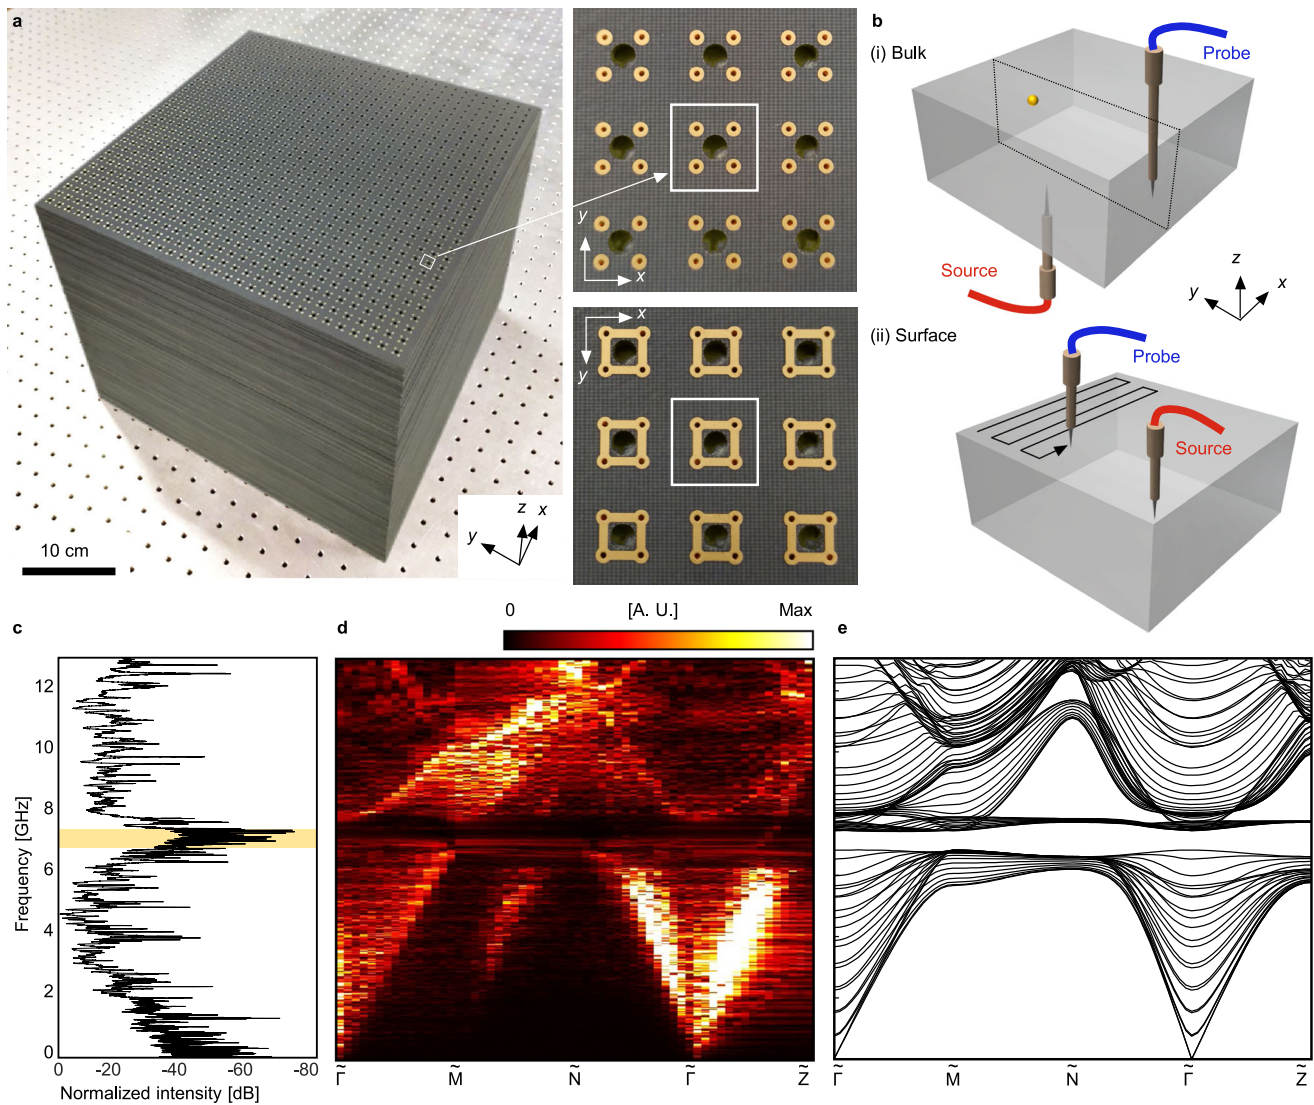 a
10 cm
z x
y
y
x
x
y
b
(i) Bulk
Probe
Source
z
y
x
(ii) Surface
Probe
Source
c
Frequency [GHz]
12
10
8
6
4
2
0
0 -20 -40 -60 -80
Normalized intensity [dB]
d
0 [A. U.] Max
Γ̃ M̃ Ñ Γ̃ Z̃
e
Γ̃ M̃ Ñ Γ̃ Z̃